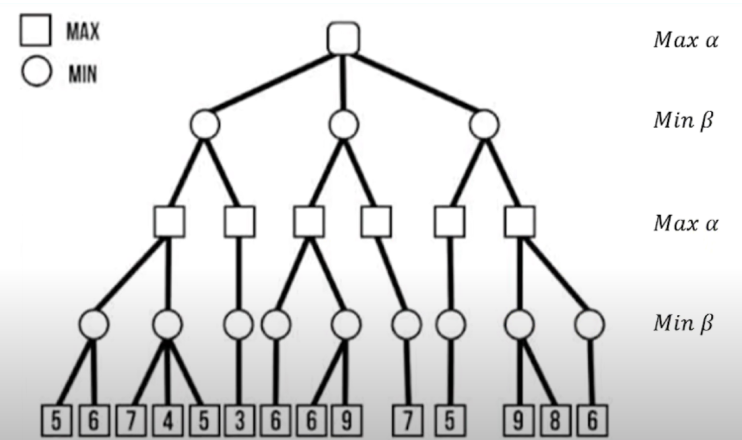 MAX
MIN
Max α
Min β
Max α
Min β
5 6 7 4 5 3 6 6 9 7 5 9 8 6